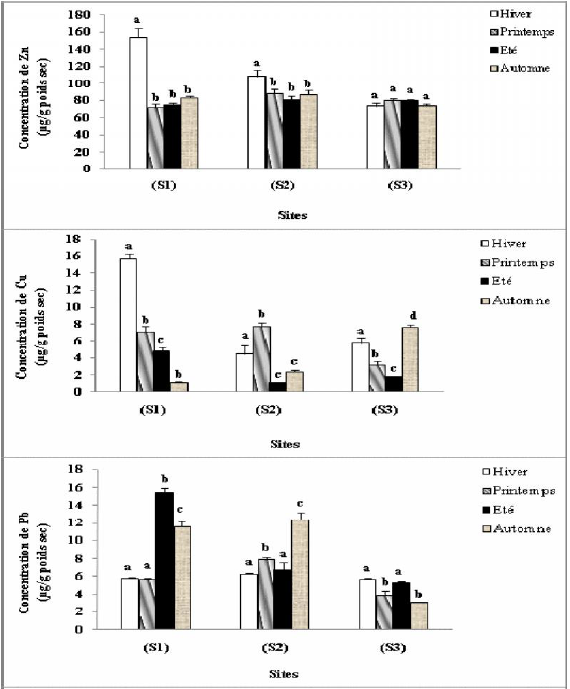 Concentration de Zn
(µg/g poids sec)
180
160
140
120
100
80
60
40
20
0
a
b b b
a
b b b
a a a a
(S1) (S2) (S3)
Sites
Hiver
Printemps
Eté
Automne
Concentration de Cu
(µg/g poids sec)
18
16
14
12
10
8
6
4
2
0
a
b
c
b
a
b
c
c
a
b
c
d
(S1) (S2) (S3)
Sites
Hiver
Printemps
Eté
Automne
Concentration de Pb
(µg/g poids sec)
18
16
14
12
10
8
6
4
2
0
a a
b
c
a
b
a
c
a
b
a
b
(S1) (S2) (S3)
Sites
Hiver
Printemps
Eté
Automne